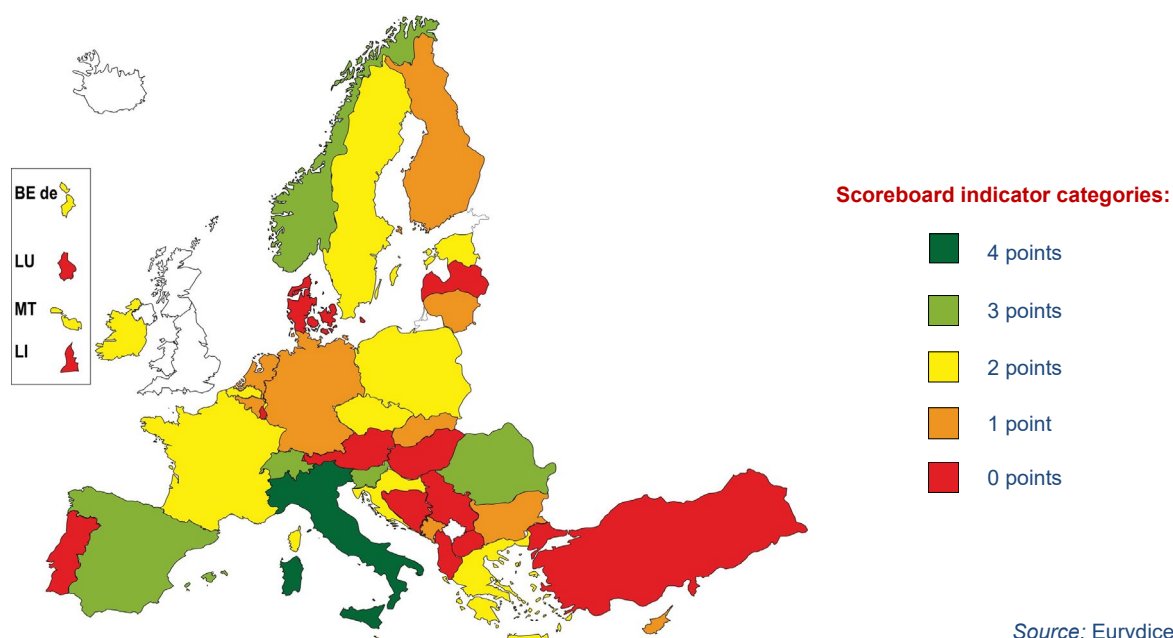 BE de
LU
MT
LI
Scoreboard indicator categories:
4 points
3 points
2 points
1 point
0 points
Source: Eurydice